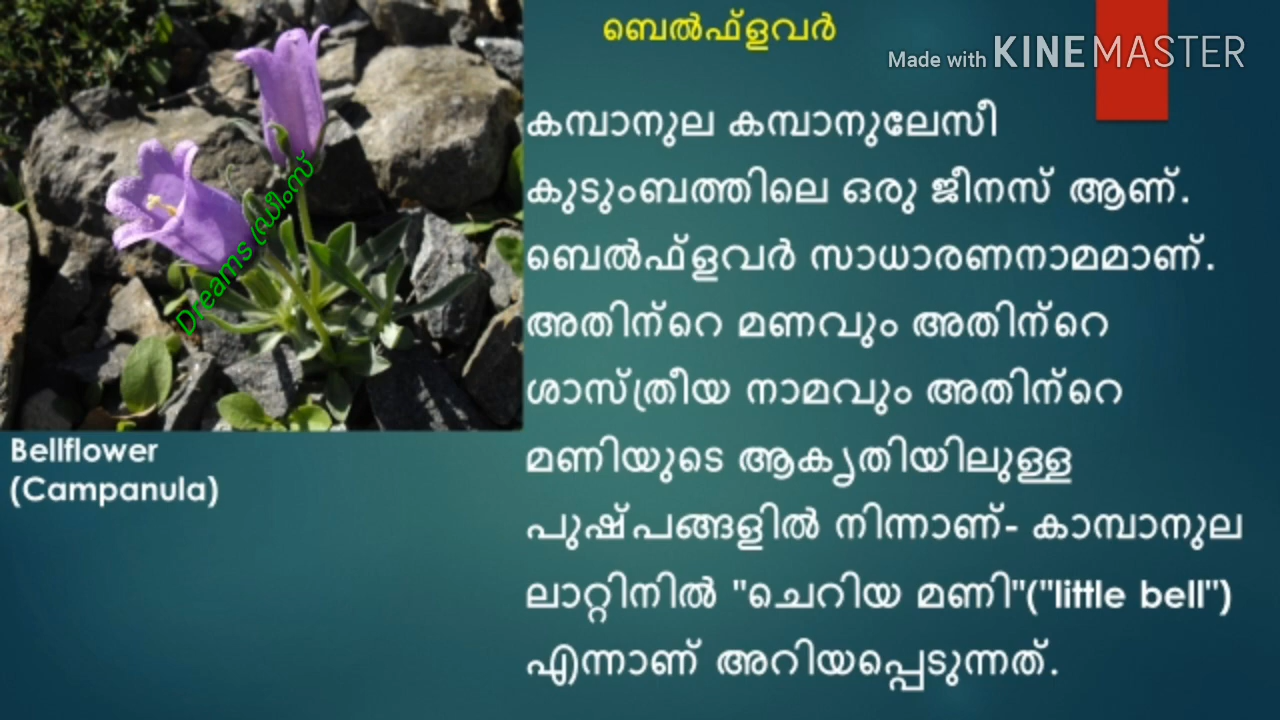 ബെൽഫ്ളവർ
Made with KINEMASTER
കമ്പാനുല കമ്പാനുലേസീ
കുടുംബത്തിലെ ഒരു ജീനസ് ആണ്.
ബെൽഫ്ളവർ സാധാരണനാമമാണ്.
അതിന്റെ മണവും അതിന്റെ
ശാസ്ത്രീയ നാമവും അതിന്റെ
മണിയുടെ ആകൃതിയിലുള്ള
പുഷ്പങ്ങളിൽ നിന്നാണ്- കാമ്പാനുല
ലാറ്റിനിൽ "ചെറിയ മണി"("little bell")
എന്നാണ് അറിയപ്പെടുന്നത്.
Dreams
Bellflower
(Campanula)